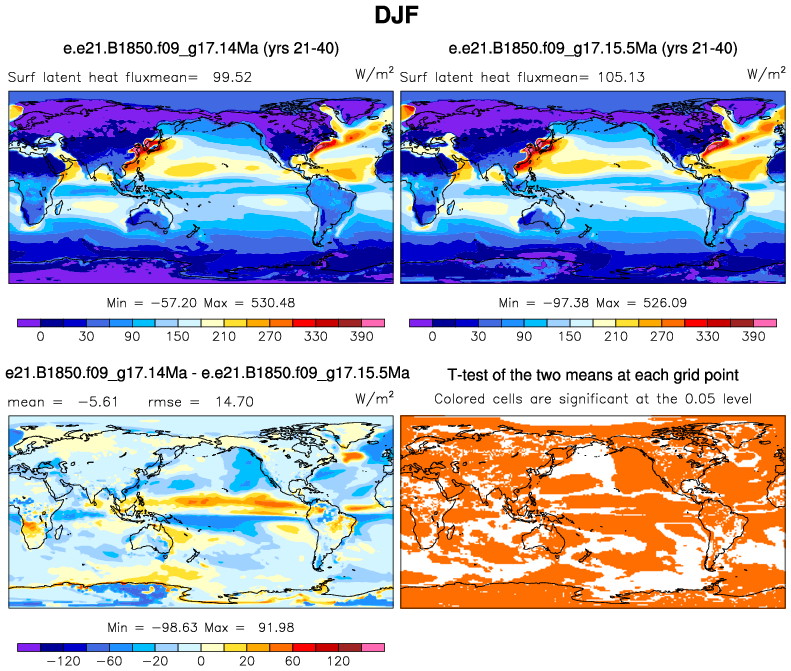 DJF
e.e21.B1850.f09_g17.14Ma (yrs 21-40)
e.e21.B1850.f09_g17.15.5Ma (yrs 21-40)
Surf latent heat fluxmean= 99.52 W/m²
Surf latent heat fluxmean= 105.13 W/m²
Min = −57.20 Max = 530.48
Min = −97.38 Max = 526.09
0 30 90 150 210 270 330 390
0 30 90 150 210 270 330 390
e21.B1850.f09_g17.14Ma - e.e21.B1850.f09_g17.15.5Ma
T-test of the two means at each grid point
mean = −5.61 rmse = 14.70 W/m²
Colored cells are significant at the 0.05 level
Min = −98.63 Max = 91.98
−120 −60 −20 0 20 60 120